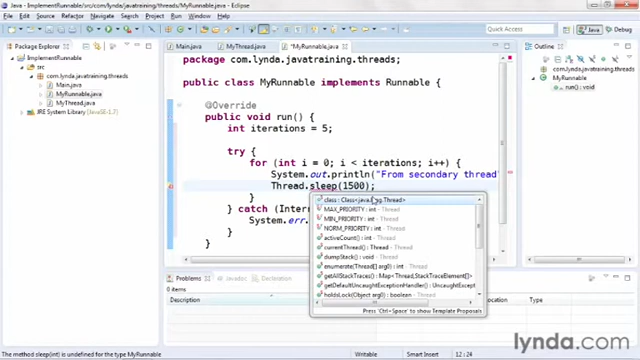 Java - ImplementRunnable/src/com/lynda/javatraining/threads/MyRunnable.java - Eclipse
File Edit Source Refactor Navigate Search Project Run Window Help
Quick Access
Java
Debug
Package Explorer
ImplementRunnable
src
com.lynda.javatraining.threads
Main.java
MyRunnable.java
MyThread.java
JRE System Library [JavaSE-1.7]
Main.java
MyThread.java
*MyRunnable.java
package com.lynda.javatraining.threads;
public class MyRunnable implements Runnable {
@Override
public void run() {
int iterations = 5;
try {
for (int i = 0; i < iterations; i++) {
System.out.println("From secondary thread"
Thread.sleep(1500);
}
} catch (Inter
System.err.
}
}
class : Class<java.lang.Thread>
MAX_PRIORITY : int - Thread
MIN_PRIORITY : int - Thread
NORM_PRIORITY : int - Thread
activeCount() : int - Thread
currentThread() : Thread - Thread
dumpStack() : void - Thread
enumerate(Thread[] arg0) : int - Thread
getAllStackTraces() : Map<Thread,StackTraceElement[]>
getDefaultUncaughtExceptionHandler() : UncaughtExcept
holdsLock(Object arg0) : boolean - Thread
Press 'Ctrl+Space' to show Template Proposals
Outline
com.lynda.javatraining.threads
MyRunnable
run() : void
Problems
Javadoc
Declaration
0 items
Description
The method sleep(int) is undefined for the type MyRunnable
Writable
Smart Insert
12 : 24
lynda.com